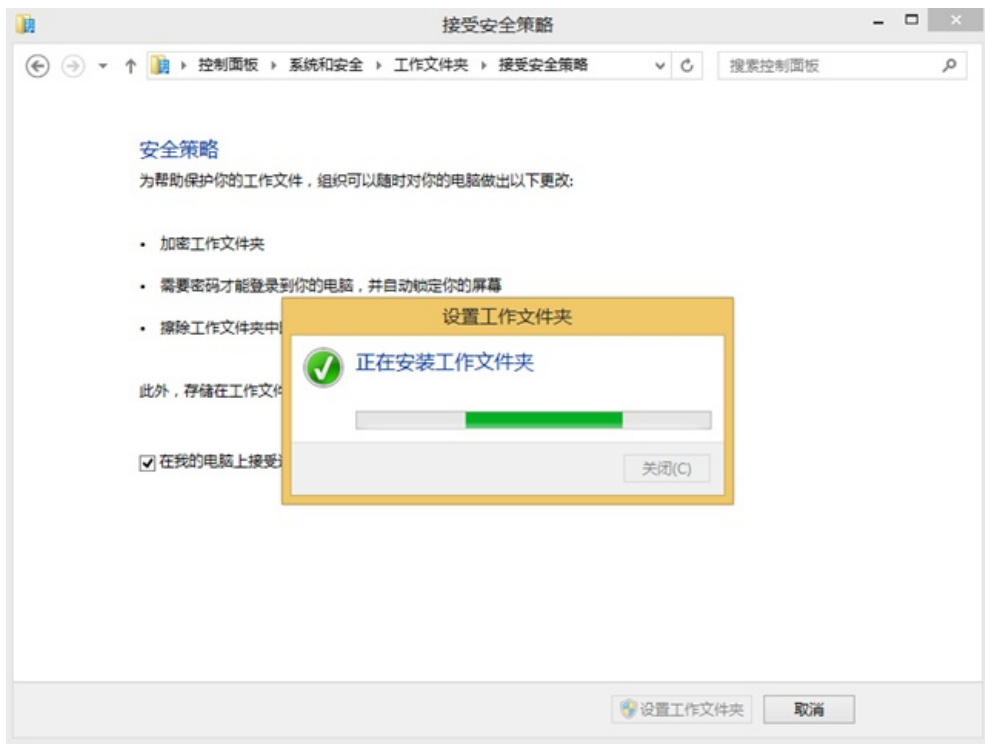 接受安全策略
控制面板 系统和安全 工作文件夹 接受安全策略
搜索控制面板
安全策略
为帮助保护你的工作文件，组织可以随时对你的电脑做出以下更改:
• 加密工作文件夹
• 需要密码才能登录到你的电脑，并自动锁定你的屏幕
• 擦除工作文件夹中
设置工作文件夹
正在安装工作文件夹
此外，存储在工作文件
关闭(C)
在我的电脑上接受
设置工作文件夹
取消